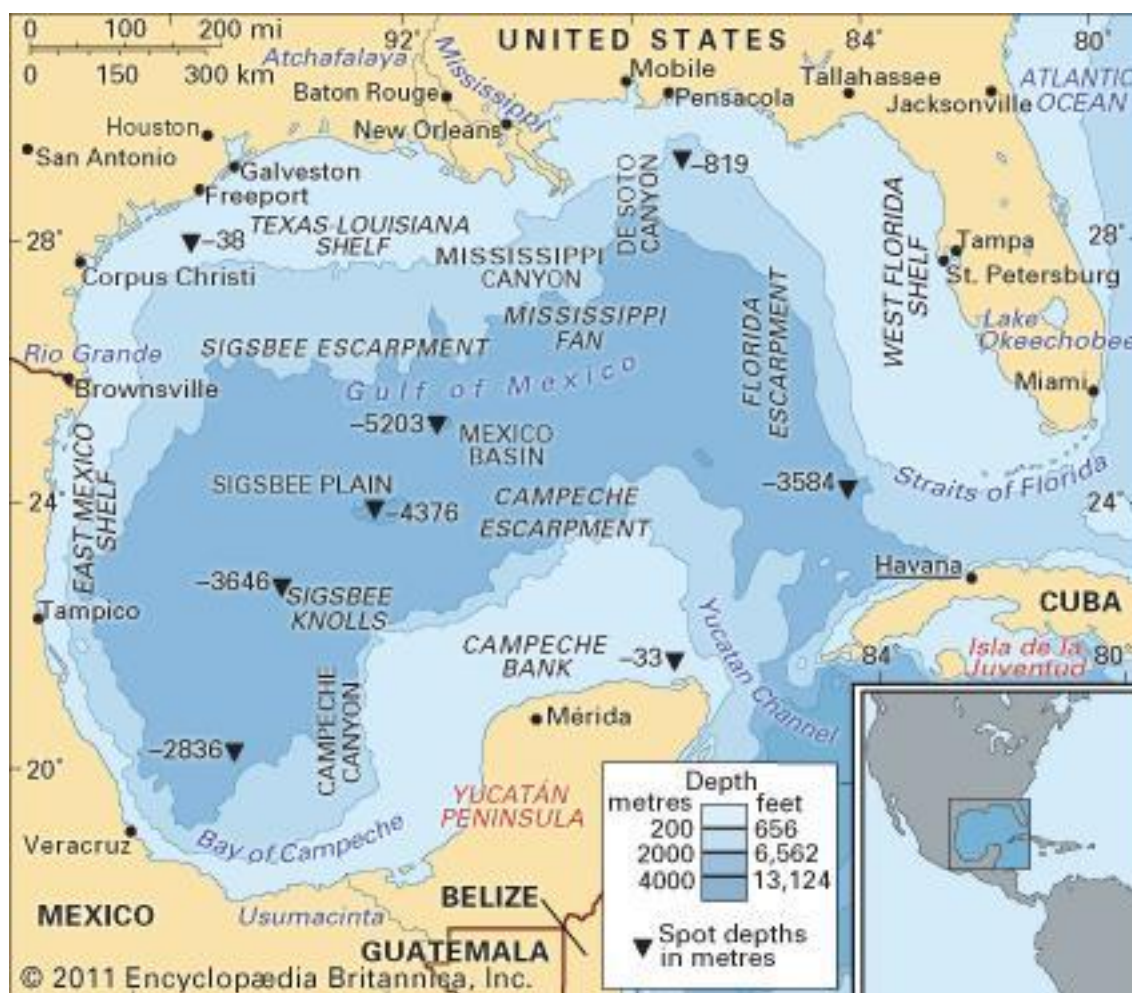 0 100 200 mi
0 150 300 km
92°
84°
80°
UNITED STATES
Atchafalaya
Mississippi
Mobile
Tallahassee
ATLANTIC
OCEAN
Baton Rouge
Pensacola
Jacksonville
Houston
New Orleans
San Antonio
Galveston
Freeport
–819
DE SOTO
CANYON
TEXAS-LOUISIANA
SHELF
–38
28°
28°
MISSISSIPPI
CANYON
WEST FLORIDA
SHELF
Tampa
St. Petersburg
Corpus Christi
MISSISSIPPI
FAN
FLORIDA
ESCARPMENT
Lake
Okeechobee
Rio Grande
SIGSBEE ESCARPMENT
Gulf of Mexico
Brownsville
Miami
–5203
MEXICO
BASIN
EAST MEXICO
SHELF
SIGSBEE PLAIN
–3584
Straits of Florida
24°
24°
–4376
CAMPECHE
ESCARPMENT
–3646
SIGSBEE
KNOLLS
Havana
CUBA
Tampico
Yucatan Channel
Isla de la
Juventud
84°
80°
CAMPECHE
BANK
–33
CAMPECHE
CANYON
Mérida
–2836
20°
YUCATÁN
PENINSULA
Veracruz
Bay of Campeche
Depth
metres feet
200 656
2000 6,562
4000 13,124
Spot depths
in metres
MEXICO
Usumacinta
BELIZE
GUATEMALA
© 2011 Encyclopædia Britannica, Inc.